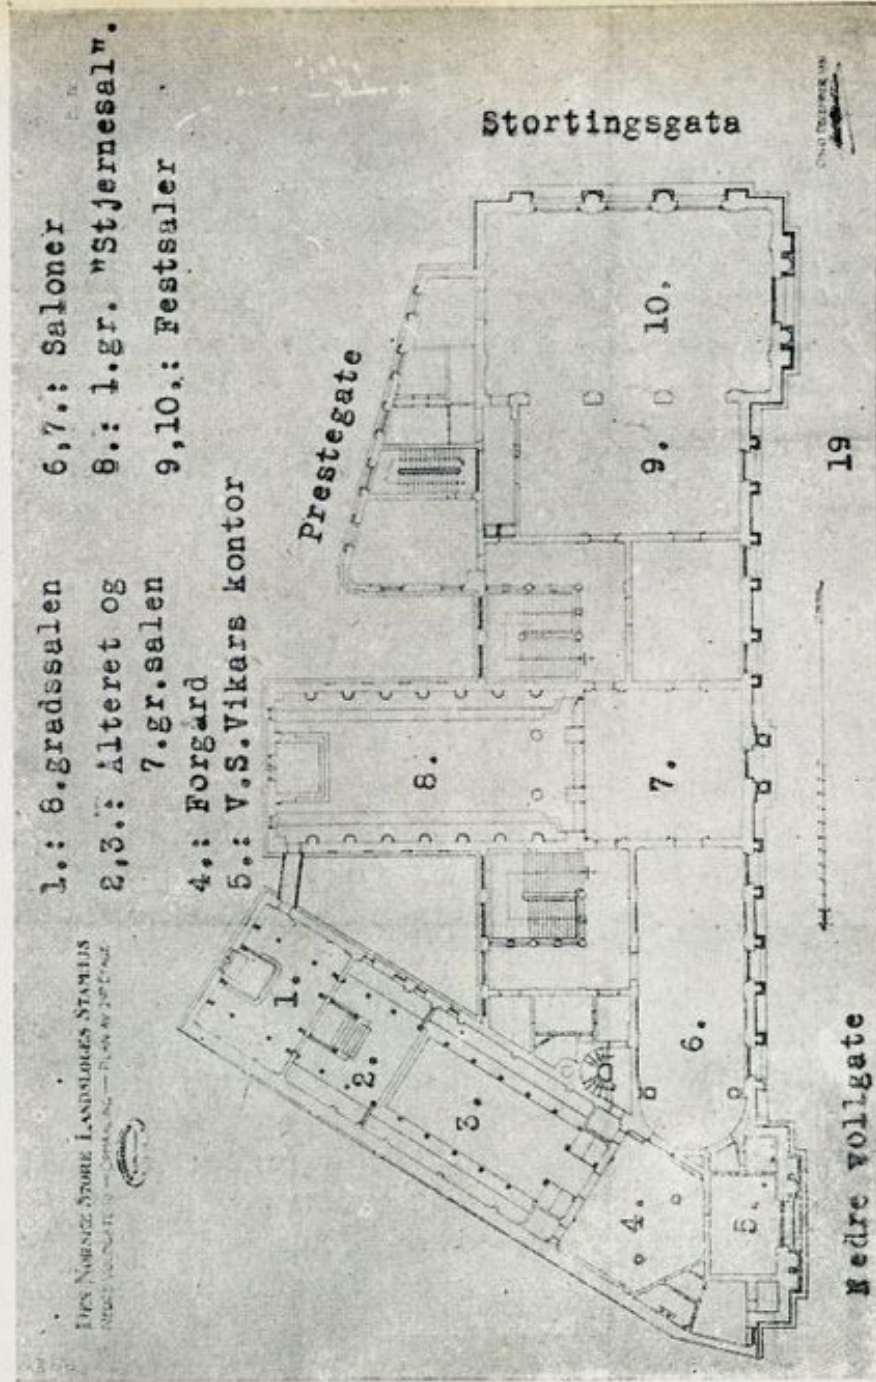 DEN NORSKE STORE LANDSLOGES STAMHUS
1.: 8.gradssalen
2,3.: Alteret og
7.gr.salen
4.: Forgård
5.: V.S.Vikars kontor
6,7.: Saloner
8.: 1.gr. "Stjernesal".
9,10.: Festsaler
Prestegate
Stortingsgata
1.
2.
3.
4.
5.
6.
7.
8.
9.
10.
Nedre Vollgate
19